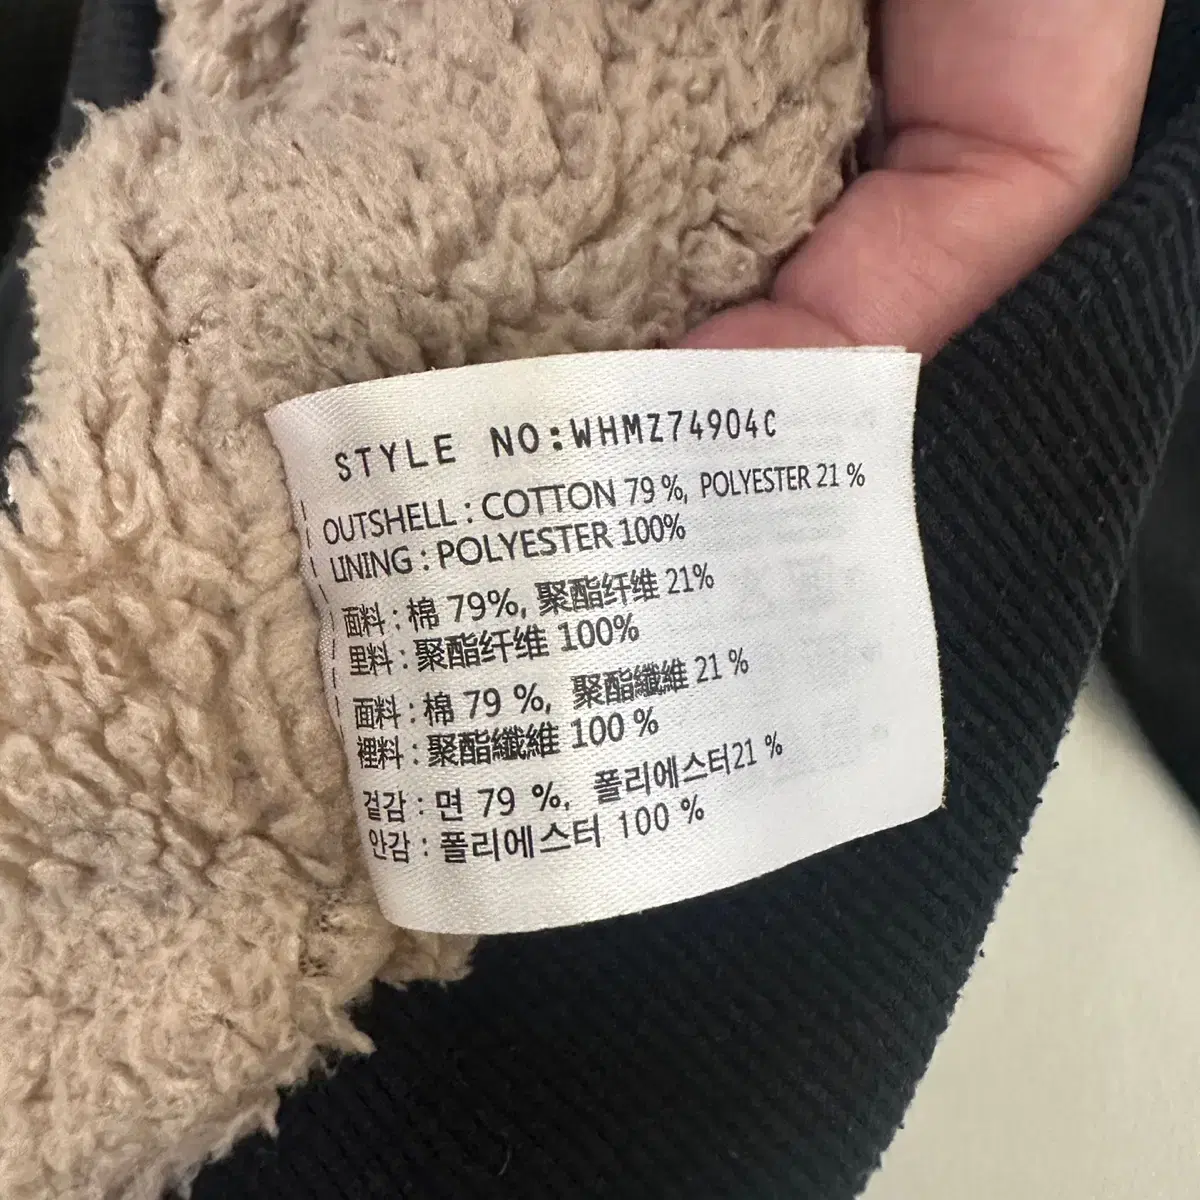 STYLE NO:WHMZ74904C
OUTSHELL : COTTON 79 %, POLYESTER 21 %
LINING : POLYESTER 100%
面料 : 棉 79%, 聚酯纤维 21%
里料 : 聚酯纤维 100%
面料 : 棉 79 %, 聚酯纖維 21 %
裡料 : 聚酯纖維 100 %
겉감 : 면 79 %, 폴리에스터21 %
안감 : 폴리에스터 100 %